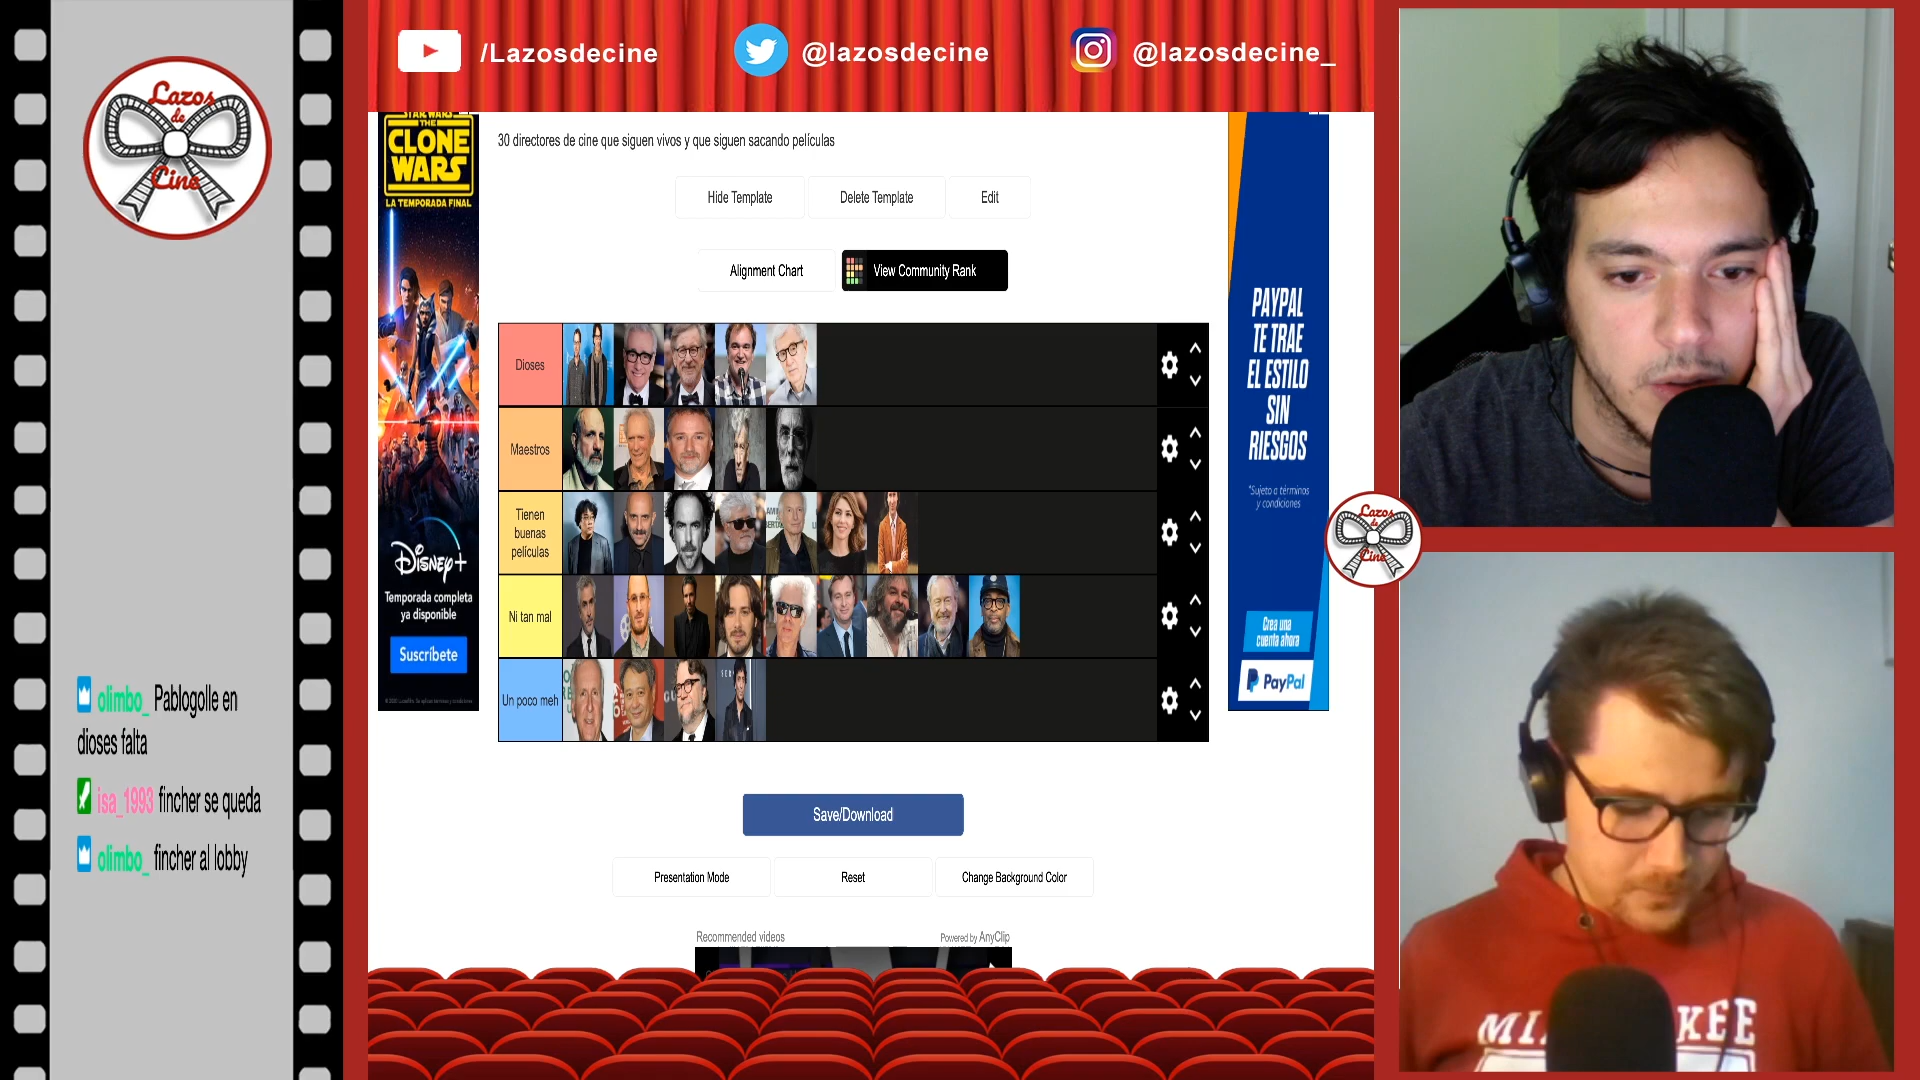 Lazos
de
Cine
/Lazosdecine
@lazosdecine
@lazosdecine_
STAR WARS
THE
CLONE
WARS
LA TEMPORADA FINAL
Disney+
Temporada completa
ya disponible
Suscríbete
30 directores de cine que siguen vivos y que siguen sacando películas
Hide Template
Delete Template
Edit
Alignment Chart
View Community Rank
Dioses
Maestros
Tienen
buenas
películas
Ni tan mal
Un poco meh
Save/Download
Presentation Mode
Reset
Change Background Color
Recommended videos
Powered by AnyClip
PAYPAL
TE TRAE
EL ESTILO
SIN
RIESGOS
*Sujeto a términos
y condiciones
Crea una
cuenta ahora
PayPal
Lazos
de
Cine
olimbo_ Pablogolle en
dioses falta
isa_1993 fincher se queda
olimbo_ fincher al lobby